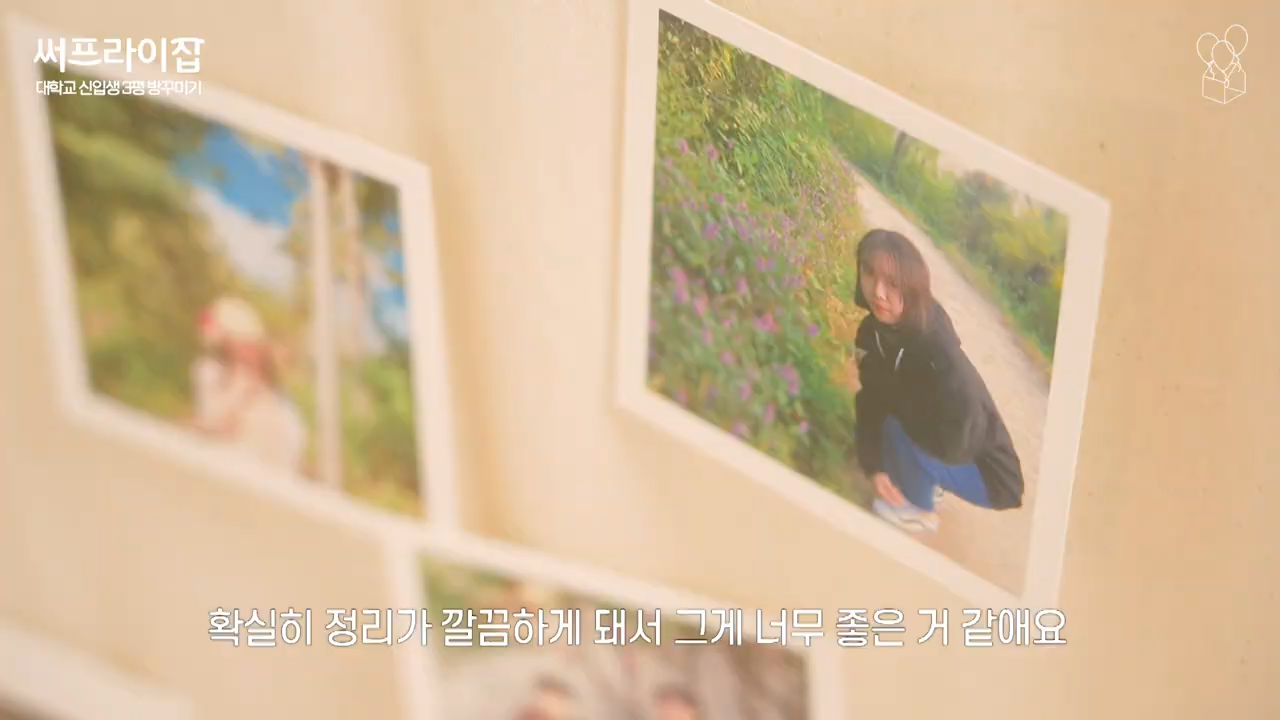 써프라이집
대학교 신입생 3평 방꾸미기
확실히 정리가 깔끔하게 돼서 그게 너무 좋은 거 같애요